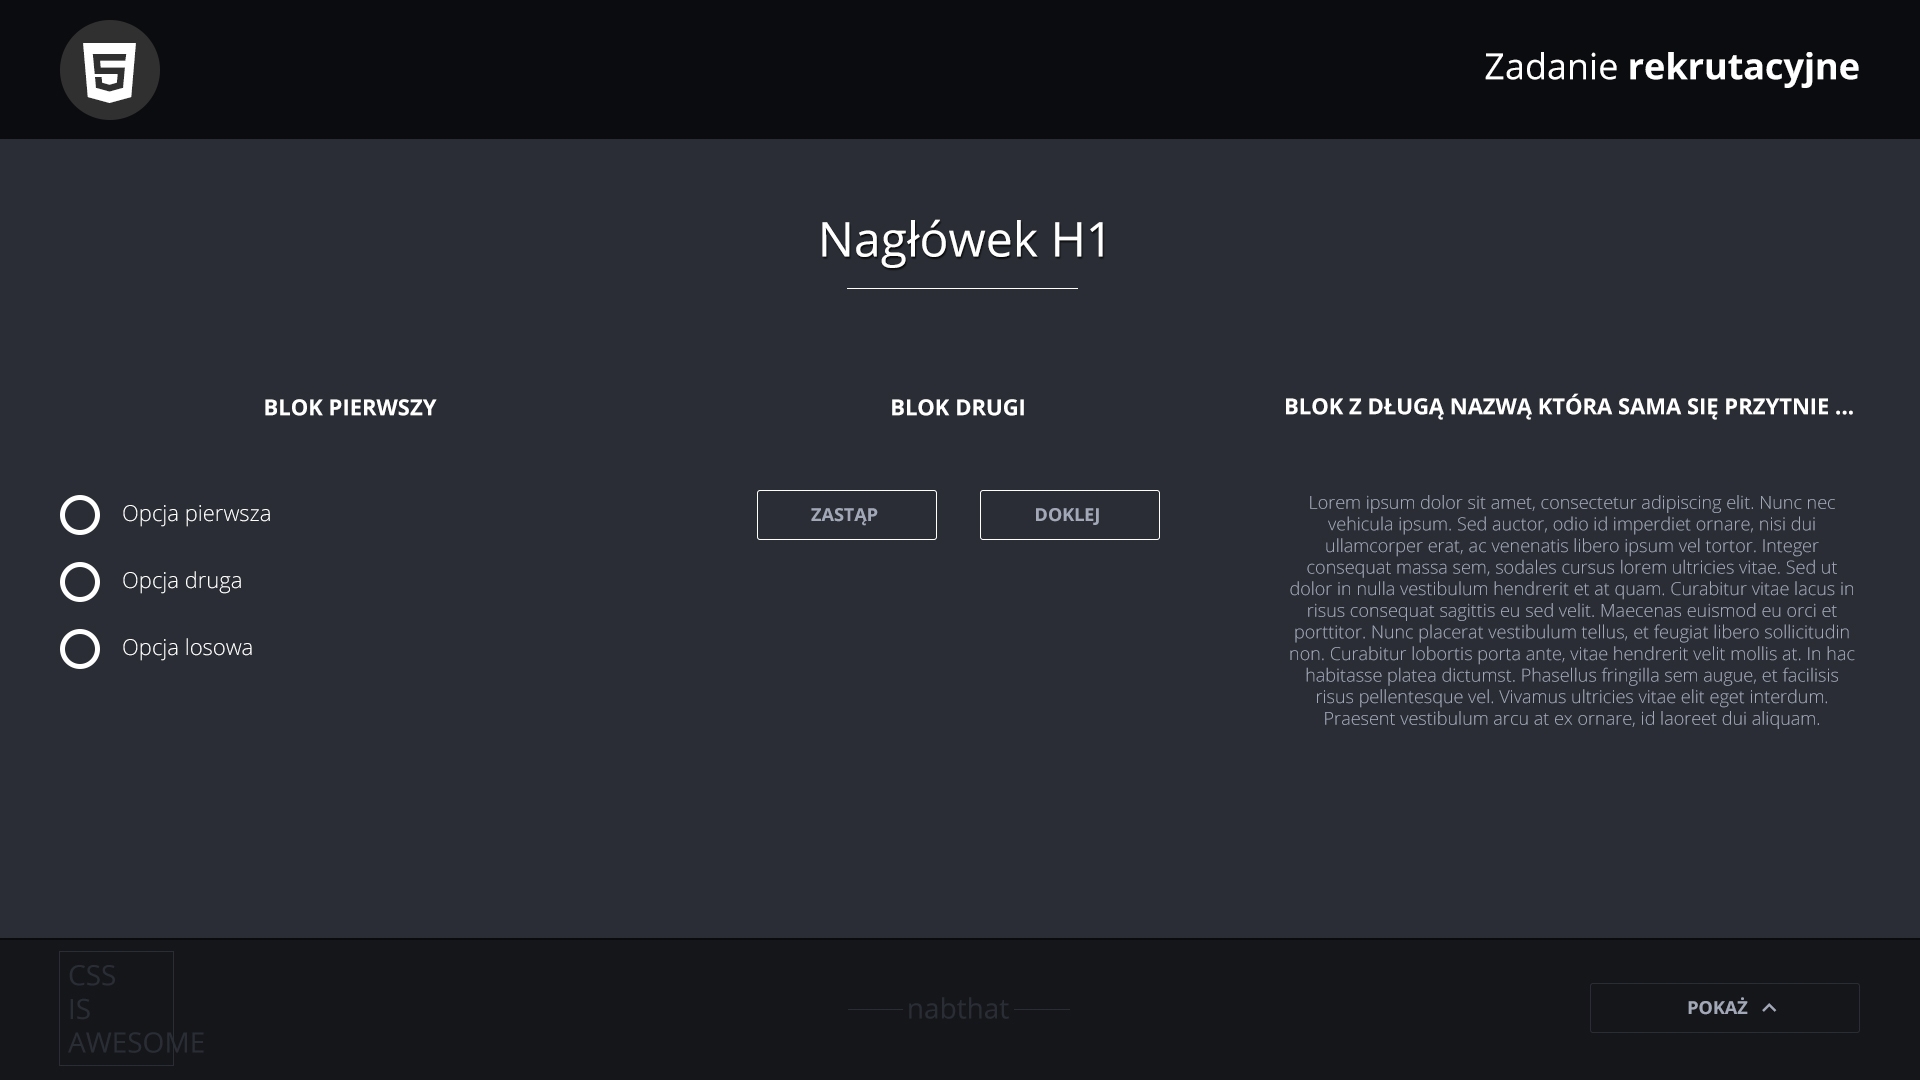 Zadanie rekrutacyjne
Nagłówek H1
BLOK PIERWSZY
Opcja pierwsza
Opcja druga
Opcja losowa
BLOK DRUGI
ZASTĄP
DOKLEJ
BLOK Z DŁUGĄ NAZWĄ KTÓRA SAMA SIĘ PRZYTNIE ...
Lorem ipsum dolor sit amet, consectetur adipiscing elit. Nunc nec
vehicula ipsum. Sed auctor, odio id imperdiet ornare, nisi dui
ullamcorper erat, ac venenatis libero ipsum vel tortor. Integer
consequat massa sem, sodales cursus lorem ultricies vitae. Sed ut
dolor in nulla vestibulum hendrerit et at quam. Curabitur vitae lacus in
risus consequat sagittis eu sed velit. Maecenas euismod eu orci et
porttitor. Nunc placerat vestibulum tellus, et feugiat libero sollicitudin
non. Curabitur lobortis porta ante, vitae hendrerit velit mollis at. In hac
habitasse platea dictumst. Phasellus fringilla sem augue, et facilisis
risus pellentesque vel. Vivamus ultricies vitae elit eget interdum.
Praesent vestibulum arcu at ex ornare, id laoreet dui aliquam.
CSS
IS
AWESOME
nabthat
POKAŻ